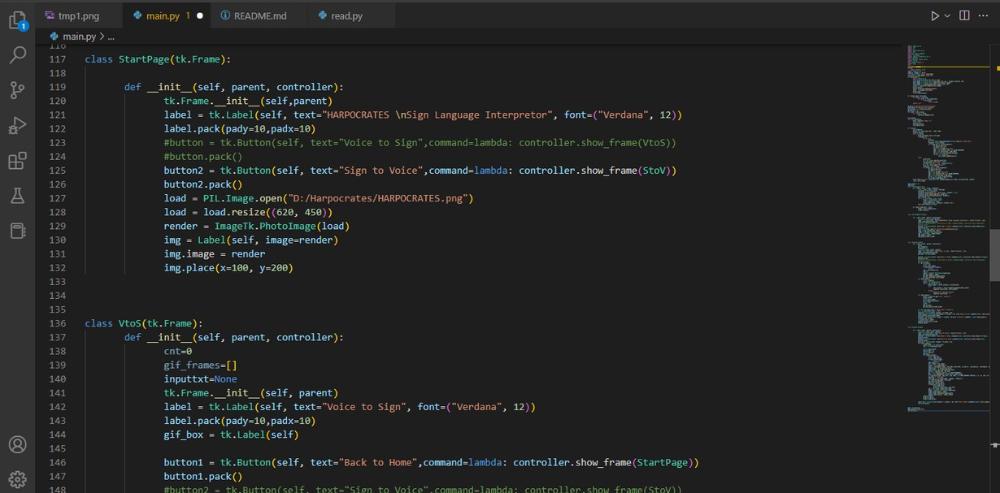 tmp1.png main.py 1 README.md read.py
main.py > ...
116
117 class StartPage(tk.Frame):
118
119 def __init__(self, parent, controller):
120 tk.Frame.__init__(self,parent)
121 label = tk.Label(self, text="HARPOCRATES \nSign Language Interpretor", font=("Verdana", 12))
122 label.pack(pady=10,padx=10)
123 #button = tk.Button(self, text="Voice to Sign",command=lambda: controller.show_frame(VtoS))
124 #button.pack()
125 button2 = tk.Button(self, text="Sign to Voice",command=lambda: controller.show_frame(StoV))
126 button2.pack()
127 load = PIL.Image.open("D:/Harpocrates/HARPOCRATES.png")
128 load = load.resize((620, 450))
129 render = ImageTk.PhotoImage(load)
130 img = Label(self, image=render)
131 img.image = render
132 img.place(x=100, y=200)
133
134
135
136 class VtoS(tk.Frame):
137 def __init__(self, parent, controller):
138 cnt=0
139 gif_frames=[]
140 inputtxt=None
141 tk.Frame.__init__(self, parent)
142 label = tk.Label(self, text="Voice to Sign", font=("Verdana", 12))
143 label.pack(pady=10,padx=10)
144 gif_box = tk.Label(self)
145
146 button1 = tk.Button(self, text="Back to Home",command=lambda: controller.show_frame(StartPage))
147 button1.pack()
148 #button2 = tk.Button(self, text="Sign to Voice",command=lambda: controller.show_frame(StoV))
1